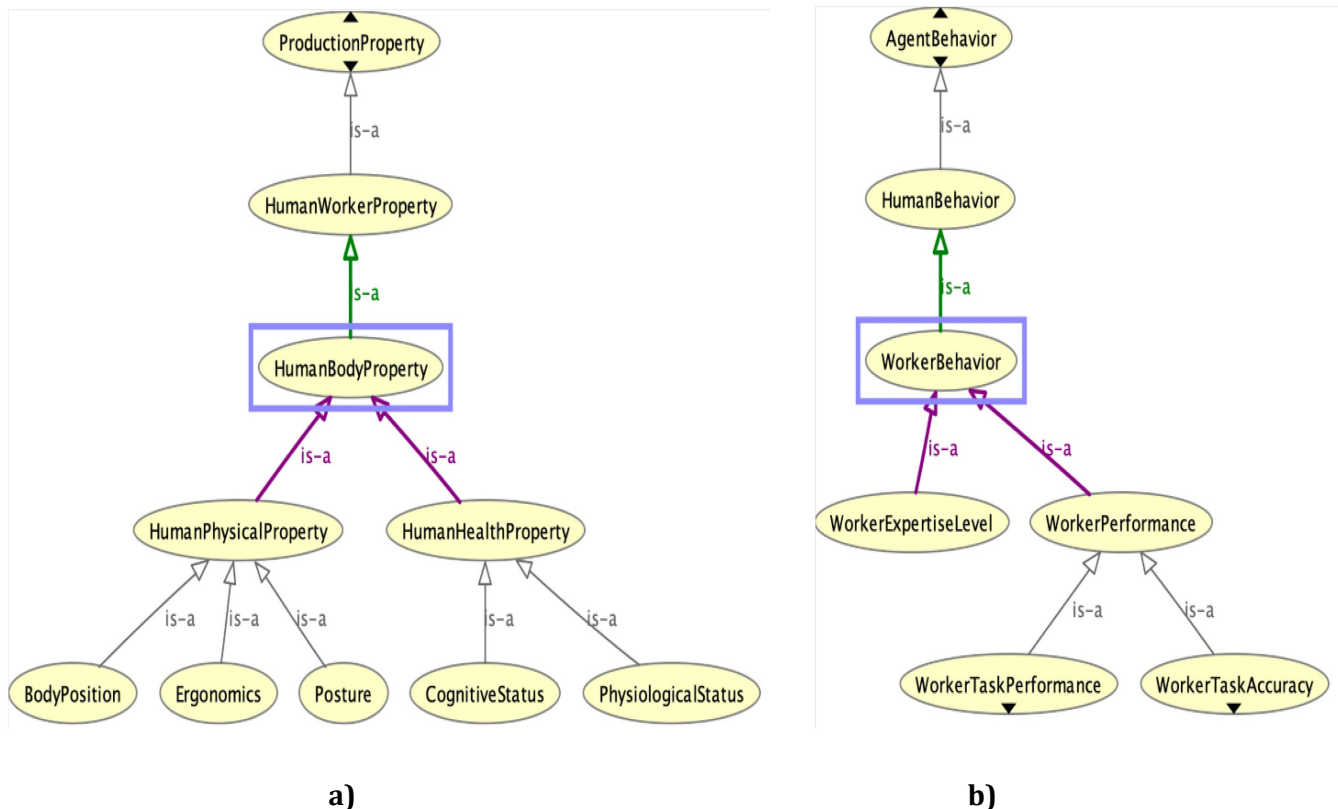 ProductionProperty
is-a
HumanWorkerProperty
s-a
HumanBodyProperty
is-a
is-a
HumanPhysicalProperty
HumanHealthProperty
is-a
is-a
is-a
is-a
is-a
BodyPosition
Ergonomics
Posture
CognitiveStatus
PhysiologicalStatus
a)
AgentBehavior
is-a
HumanBehavior
is-a
WorkerBehavior
is-a
is-a
WorkerExpertiseLevel
WorkerPerformance
is-a
is-a
WorkerTaskPerformance
WorkerTaskAccuracy
b)